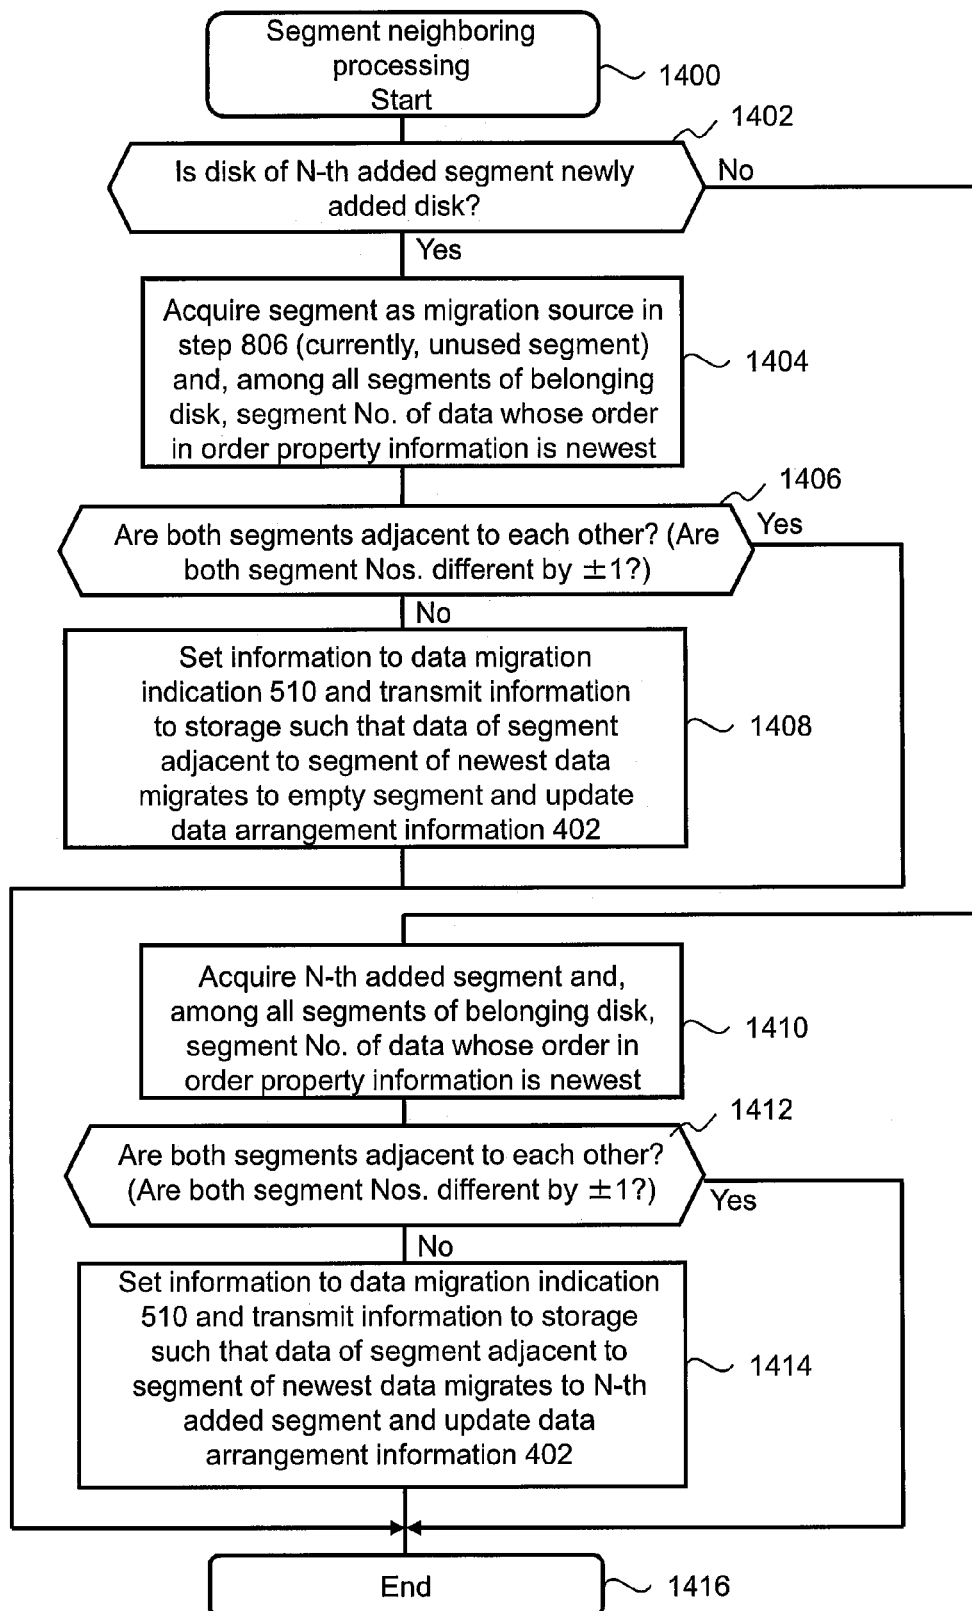 Segment neighboring
processing
Start
1400
1402
Is disk of N-th added segment newly
added disk?
No
Yes
Acquire segment as migration source in
step 806 (currently, unused segment)
and, among all segments of belonging
disk, segment No. of data whose order
in order property information is newest
1404
1406
Are both segments adjacent to each other? (Are
both segment Nos. different by ±1?)
Yes
No
Set information to data migration
indication 510 and transmit information
to storage such that data of segment
adjacent to segment of newest data
migrates to empty segment and update
data arrangement information 402
1408
Acquire N-th added segment and,
among all segments of belonging disk,
segment No. of data whose order in
order property information is newest
1410
1412
Are both segments adjacent to each other?
(Are both segment Nos. different by ±1?)
Yes
No
Set information to data migration indication
510 and transmit information to storage
such that data of segment adjacent to
segment of newest data migrates to N-th
added segment and update data
arrangement information 402
1414
End
1416